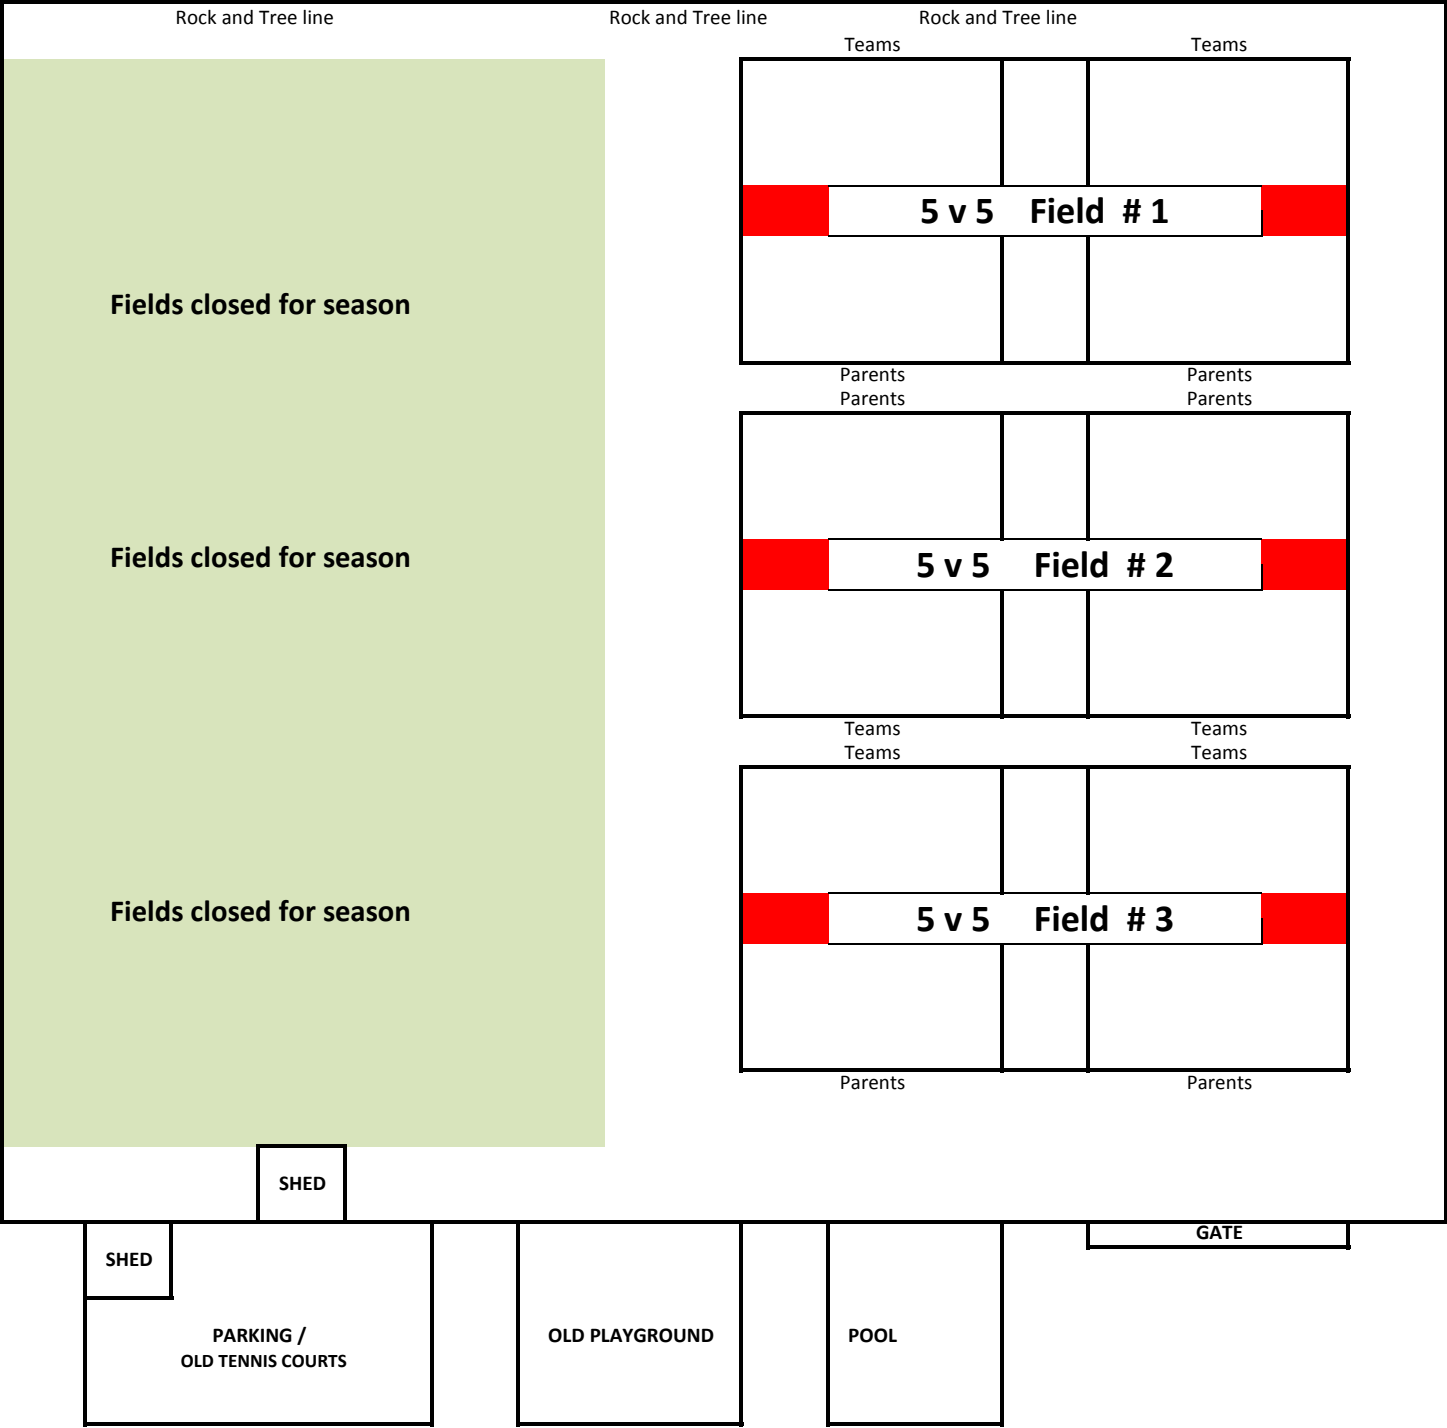 Rock and Tree line Rock and Tree line Rock and Tree line
Teams Teams
5 v 5 Field # 1
Fields closed for season
Parents Parents
Parents Parents
Fields closed for season
5 v 5 Field # 2
Teams Teams
Teams Teams
Fields closed for season
5 v 5 Field # 3
Parents Parents
SHED
GATE
SHED
PARKING /
OLD TENNIS COURTS
OLD PLAYGROUND
POOL